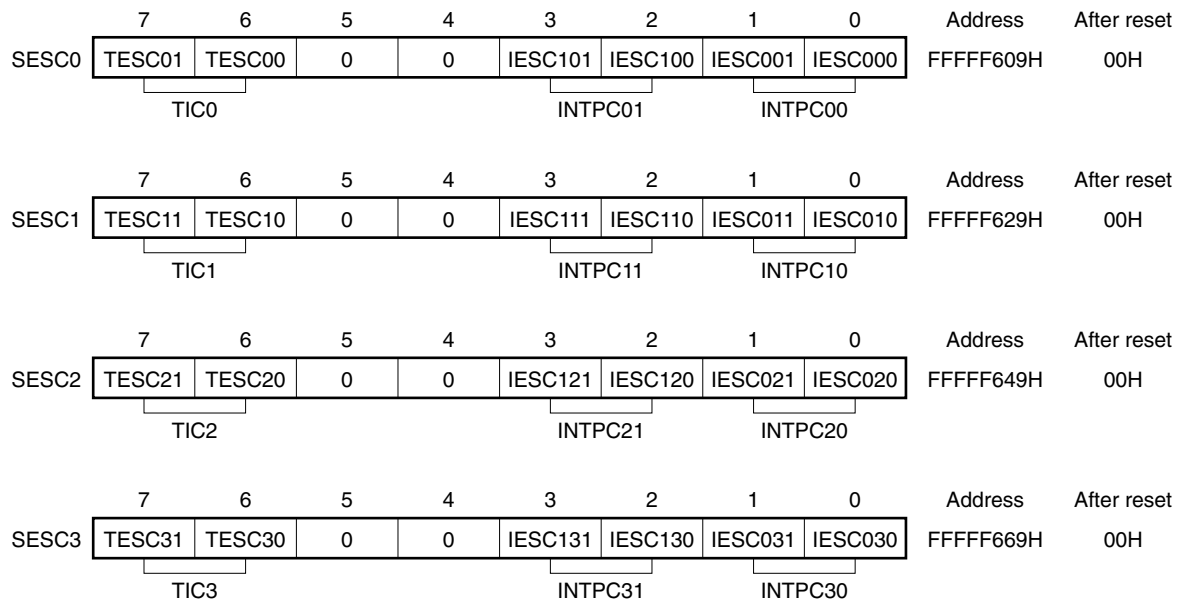 7 6 5 4 3 2 1 0 Address After reset
SESC0 TESC01 TESC00 0 0 IESC101 IESC100 IESC001 IESC000 FFFFF609H 00H
TIC0 INTPC01 INTPC00
7 6 5 4 3 2 1 0 Address After reset
SESC1 TESC11 TESC10 0 0 IESC111 IESC110 IESC011 IESC010 FFFFF629H 00H
TIC1 INTPC11 INTPC10
7 6 5 4 3 2 1 0 Address After reset
SESC2 TESC21 TESC20 0 0 IESC121 IESC120 IESC021 IESC020 FFFFF649H 00H
TIC2 INTPC21 INTPC20
7 6 5 4 3 2 1 0 Address After reset
SESC3 TESC31 TESC30 0 0 IESC131 IESC130 IESC031 IESC030 FFFFF669H 00H
TIC3 INTPC31 INTPC30